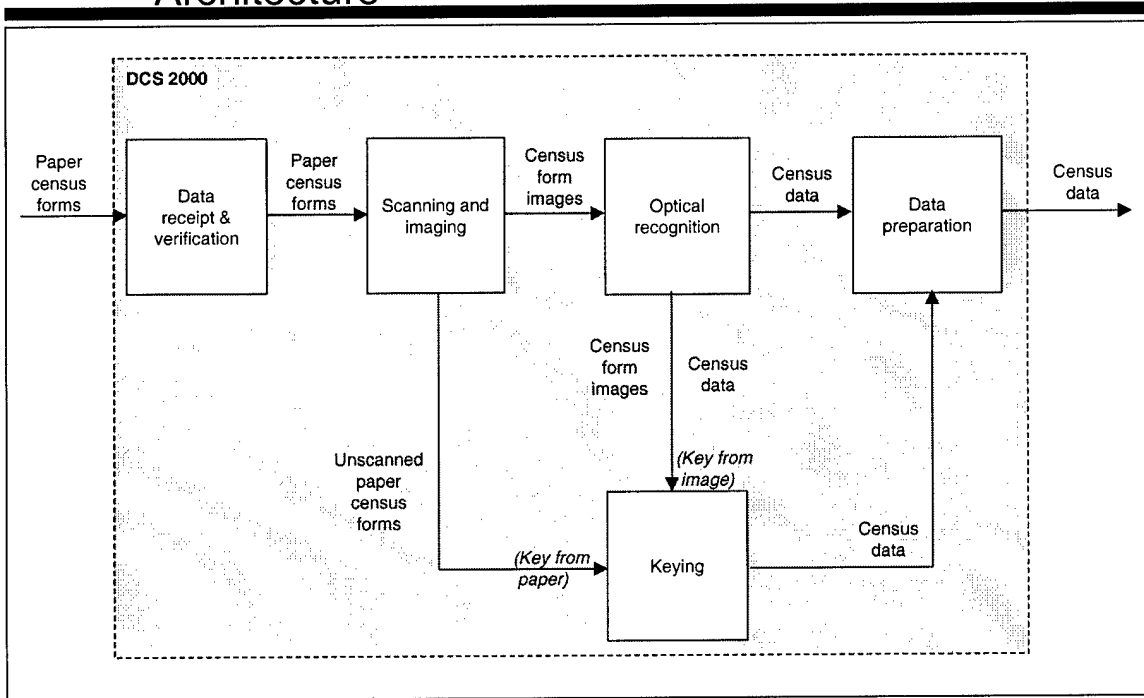 Architecture
DCS 2000
Paper
census
forms
Data
receipt &
verification
Paper
census
forms
Scanning and
imaging
Census
form
images
Optical
recognition
Census
data
Data
preparation
Census
data
Census
form
images
Census
data
Unscanned
paper
census
forms
(Key from
image)
(Key from
paper)
Keying
Census
data